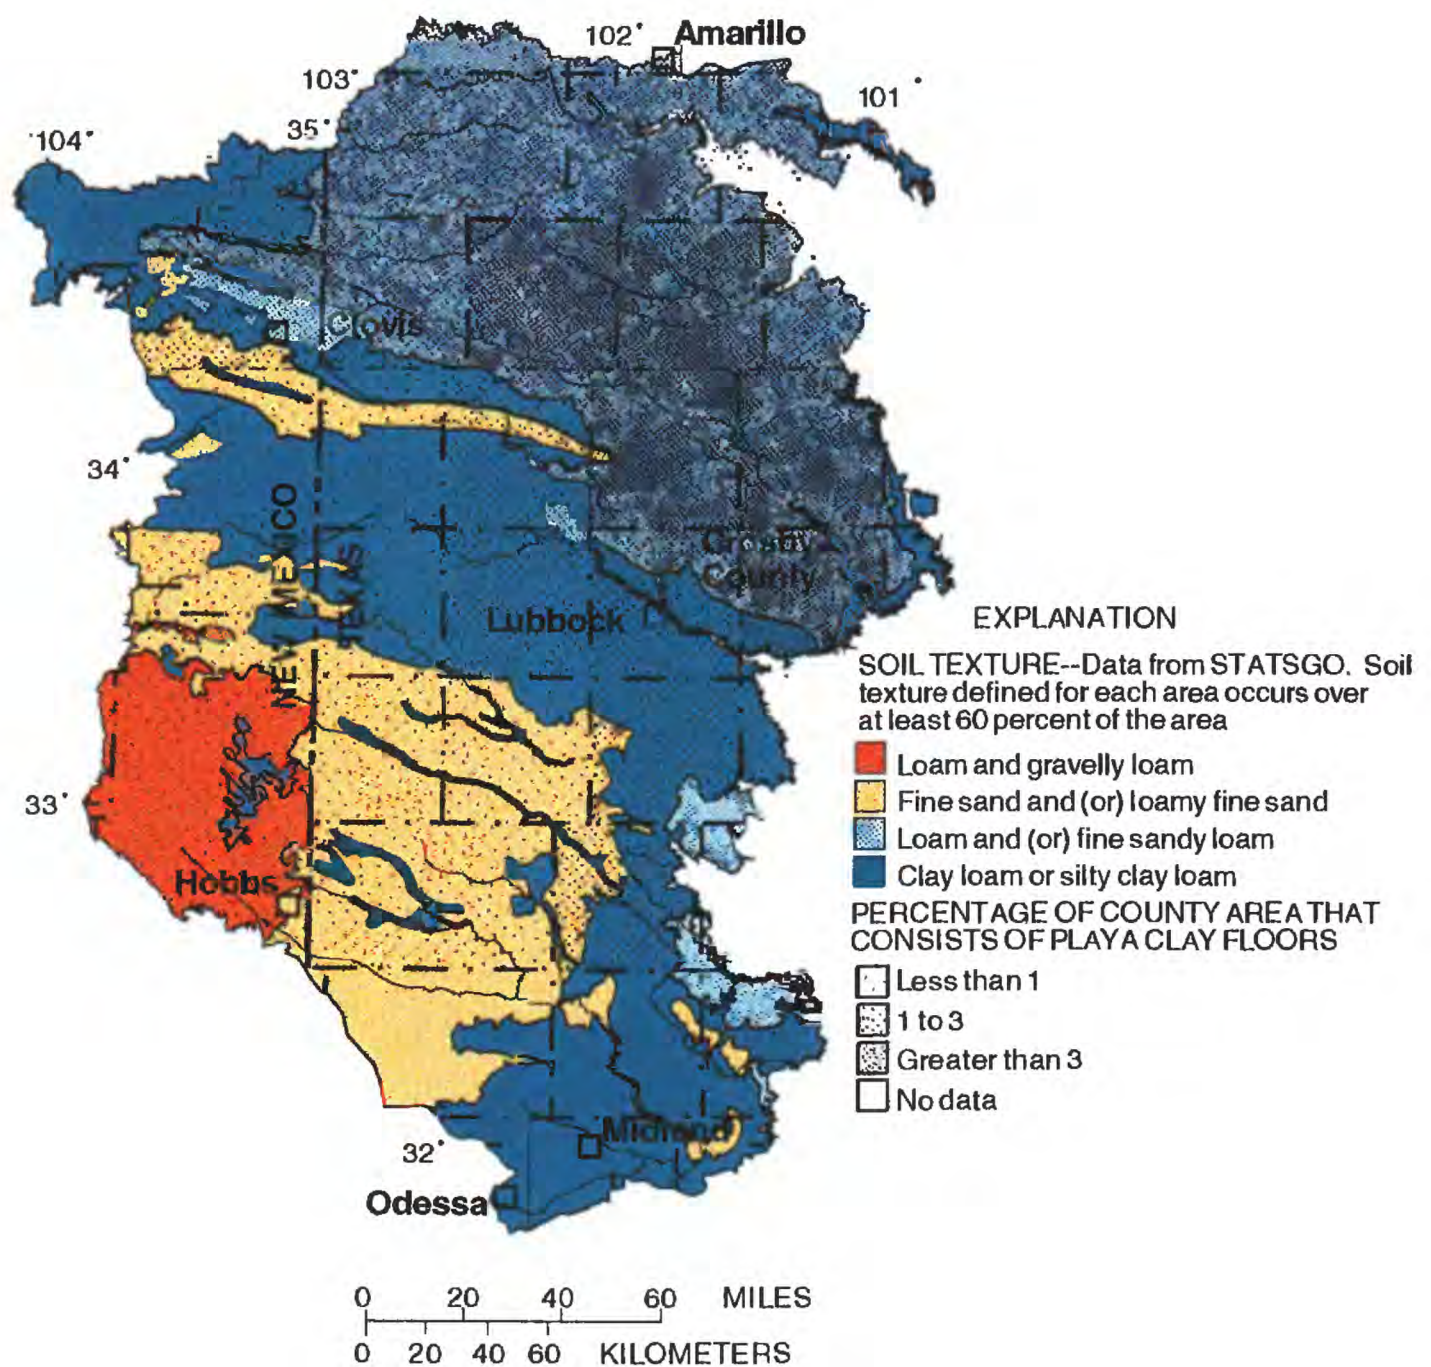 102°
Amarillo
103°
101°
35°
104°
Clovis
34°
NEW MEXICO
TEXAS
County
Lubbock
33°
Hobbs
32°
Midland
Odessa
EXPLANATION
SOIL TEXTURE--Data from STATSGO. Soil
texture defined for each area occurs over
at least 60 percent of the area
Loam and gravelly loam
Fine sand and (or) loamy fine sand
Loam and (or) fine sandy loam
Clay loam or silty clay loam
PERCENTAGE OF COUNTY AREA THAT
CONSISTS OF PLAYA CLAY FLOORS
Less than 1
1 to 3
Greater than 3
No data
0 20 40 60 MILES
0 20 40 60 KILOMETERS